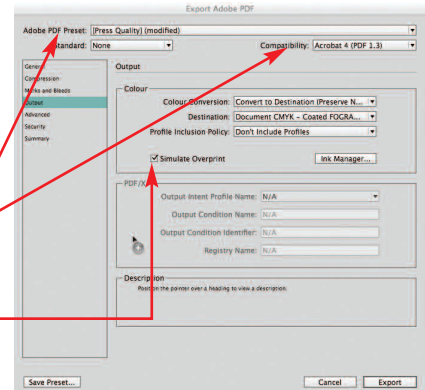 Export Adobe PDF
Adobe PDF Preset: [Press Quality] (modified)
Standard: None Compatibility: Acrobat 4 (PDF 1.3)
General
Compression
Marks and Bleeds
Output
Advanced
Security
Summary
Output
Colour
Colour Conversion: Convert to Destination (Preserve N...
Destination: Document CMYK – Coated FOGRA...
Profile Inclusion Policy: Don't Include Profiles
Simulate Overprint Ink Manager...
PDF/X
Output Intent Profile Name: N/A
Output Condition Name: N/A
Output Condition Identifier: N/A
Registry Name: N/A
Description
Position the pointer over a heading to view a description.
Save Preset... Cancel Export